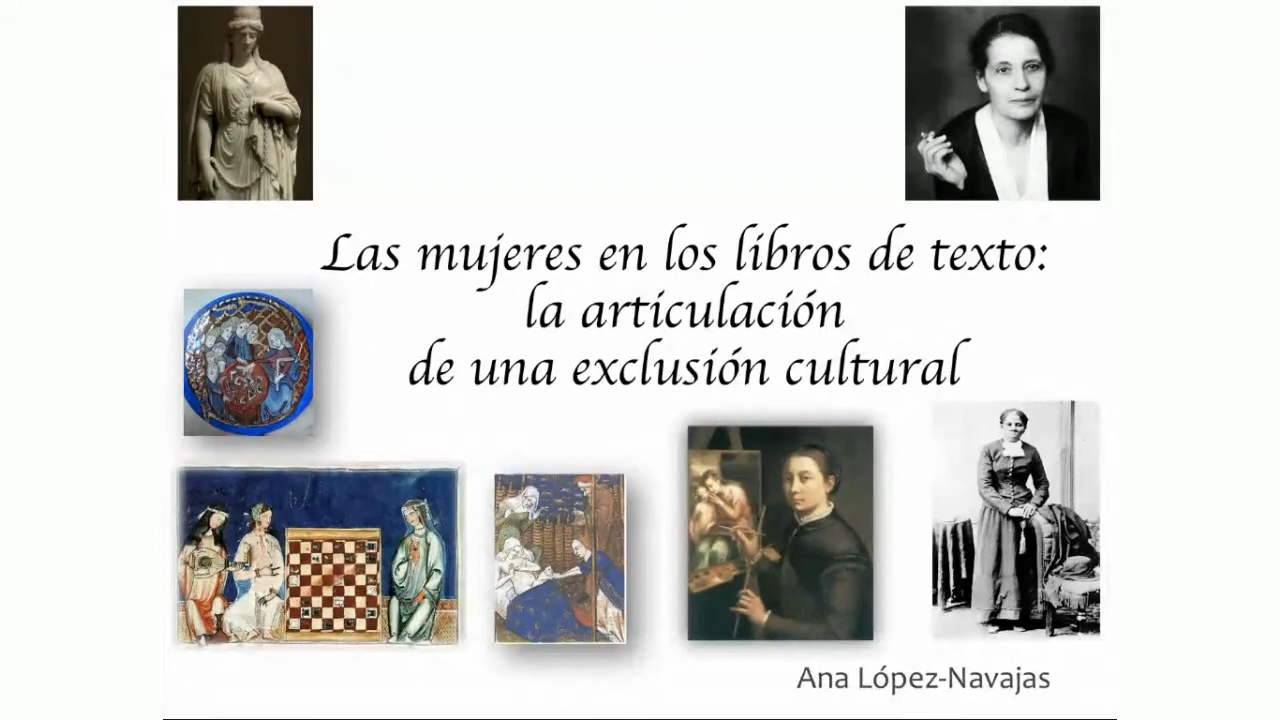 Las mujeres en los libros de texto:
la articulación
de una exclusión cultural
Ana López-Navajas